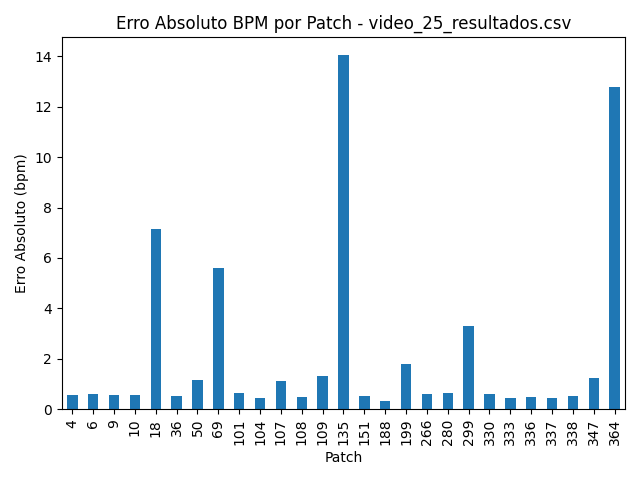 Erro Absoluto BPM por Patch - video_25_resultados.csv
Erro Absoluto (bpm)
14
12
10
8
6
4
2
0
4 6 9 10 18 36 50 69 101 104 107 108 109 135 151 188 199 266 280 299 330 333 336 337 338 347 364
Patch